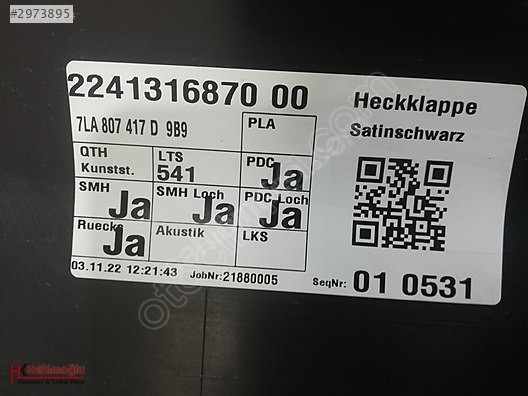 #2973895
2241316870 00
Heckklappe
Satinschwarz
7LA 807 417 D 9B9
PLA
QTH
Kunstst.
LTS
541
PDC
Ja
SMH
Ja
SMH Loch
Ja
PDC Loch
Ja
Rueckf
Ja
Akustik
LKS
03.11.22 12:21:43
JobNr: 21880005
SeqNr: 01 0531